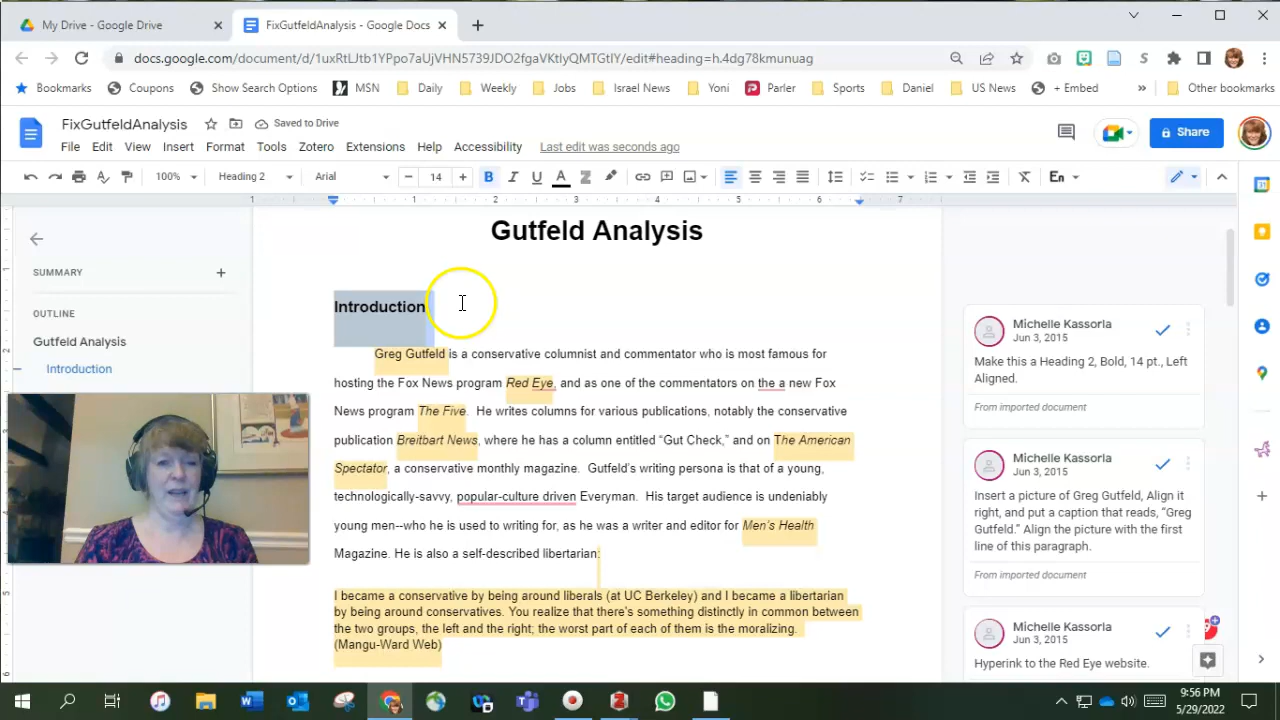 My Drive - Google Drive
FixGutfeldAnalysis - Google Docs
docs.google.com/document/d/1uxRtLtb1YPpo7aUjVHN5739JDO2fgaVKtlyQMTGtlY/edit#heading=h.4dg78kmunuag
Bookmarks Coupons Show Search Options MSN Daily Weekly Jobs Israel News Yoni Parler Sports Daniel US News + Embed » Other bookmarks
FixGutfeldAnalysis Saved to Drive
Share
File Edit View Insert Format Tools Zotero Extensions Help Accessibility Last edit was seconds ago
100% Heading 2 Arial − 14 + B I U A En
1 1 2 3 4 5 6 7
Gutfeld Analysis
SUMMARY +
OUTLINE
Gutfeld Analysis
Introduction
Introduction
Greg Gutfeld is a conservative columnist and commentator who is most famous for
hosting the Fox News program Red Eye, and as one of the commentators on the a new Fox
News program The Five.  He writes columns for various publications, notably the conservative
publication Breitbart News, where he has a column entitled “Gut Check,” and on The American
Spectator, a conservative monthly magazine.  Gutfeld’s writing persona is that of a young,
technologically-savvy, popular-culture driven Everyman.  His target audience is undeniably
young men--who he is used to writing for, as he was a writer and editor for Men’s Health
Magazine. He is also a self-described libertarian:
I became a conservative by being around liberals (at UC Berkeley) and I became a libertarian
by being around conservatives. You realize that there’s something distinctly in common between
the two groups, the left and the right; the worst part of each of them is the moralizing.
(Mangu-Ward Web)
Michelle Kassorla
Jun 3, 2015
Make this a Heading 2, Bold, 14 pt., Left
Aligned.
From imported document
Michelle Kassorla
Jun 3, 2015
Insert a picture of Greg Gutfeld, Align it
right, and put a caption that reads, “Greg
Gutfeld.” Align the picture with the first
line of this paragraph.
From imported document
Michelle Kassorla
Jun 3, 2015
Hyperink to the Red Eye website.
9:56 PM
5/29/2022